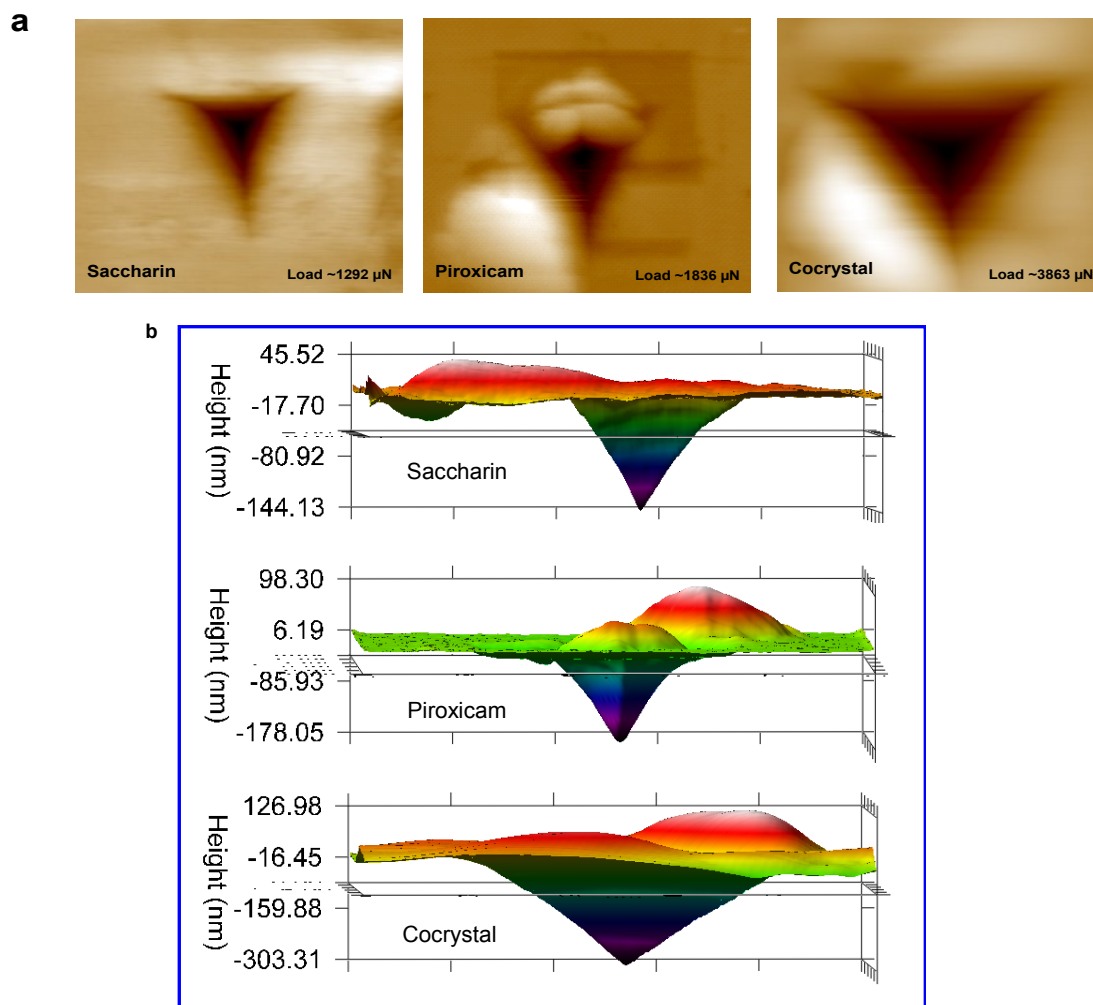 a
Saccharin Load ~1292 µN
Piroxicam Load ~1836 µN
Cocrystal Load ~3863 µN
b
Height (nm)
45.52
-17.70
-80.92
-144.13
Saccharin
Height (nm)
98.30
6.19
-85.93
-178.05
Piroxicam
Height (nm)
126.98
-16.45
-159.88
-303.31
Cocrystal